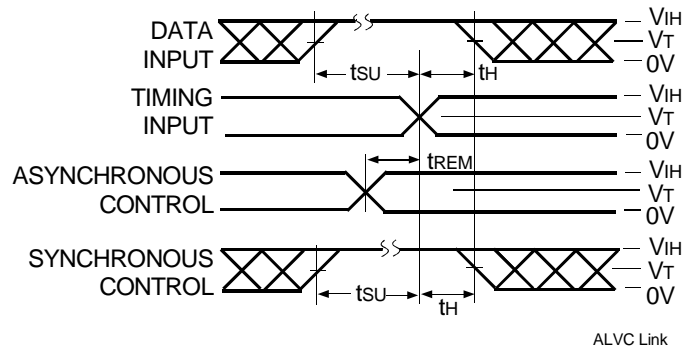 DATA
INPUT
tSU
tH
VIH
VT
0V
TIMING
INPUT
VIH
VT
0V
ASYNCHRONOUS
CONTROL
tREM
VIH
VT
0V
SYNCHRONOUS
CONTROL
tSU
tH
VIH
VT
0V
ALVC Link